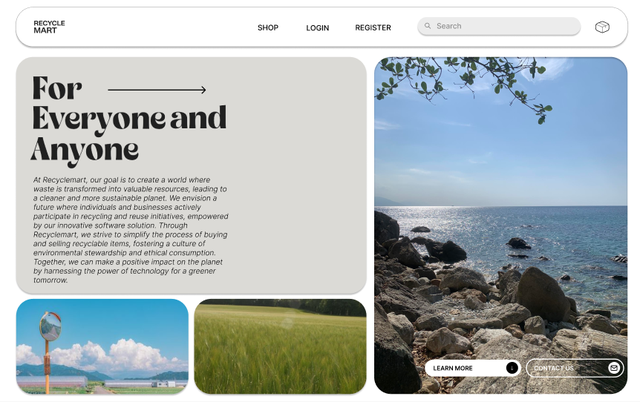 RECYCLE
MART
SHOP
LOGIN
REGISTER
Search
For
Everyone and
Anyone
At Recyclemart, our goal is to create a world where
waste is transformed into valuable resources, leading to
a cleaner and more sustainable planet. We envision a
future where individuals and businesses actively
participate in recycling and reuse initiatives, empowered
by our innovative software solution. Through
Recyclemart, we strive to simplify the process of buying
and selling recyclable items, fostering a culture of
environmental stewardship and ethical consumption.
Together, we can make a positive impact on the planet
by harnessing the power of technology for a greener
tomorrow.
LEARN MORE
CONTACT US